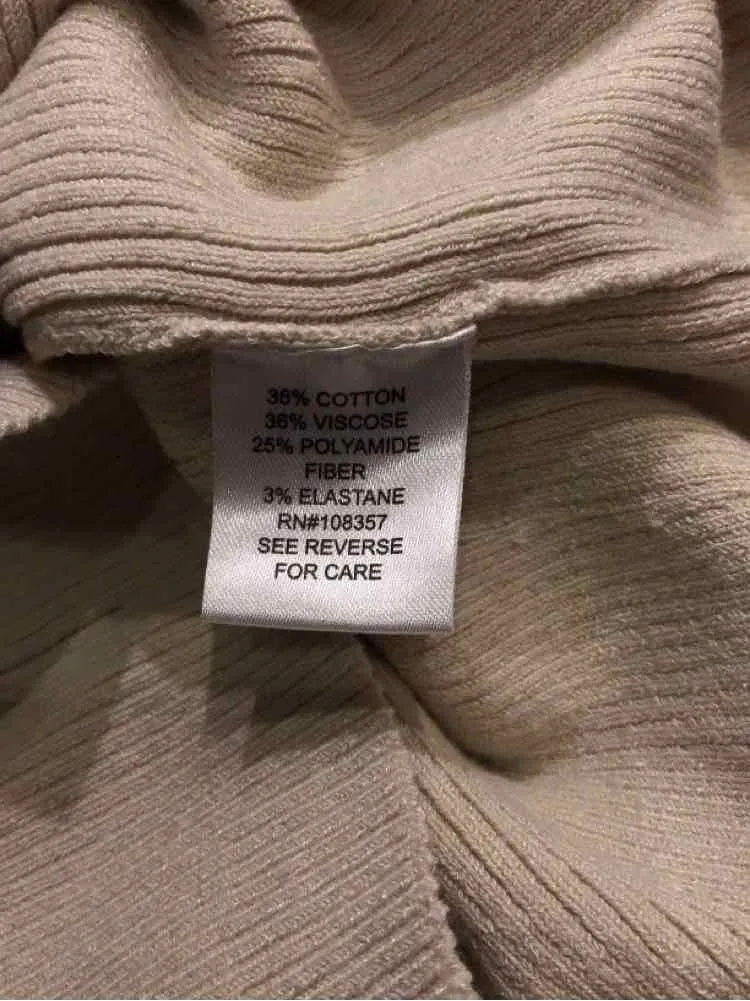 36% COTTON
36% VISCOSE
25% POLYAMIDE
FIBER
3% ELASTANE
RN#108357
SEE REVERSE
FOR CARE